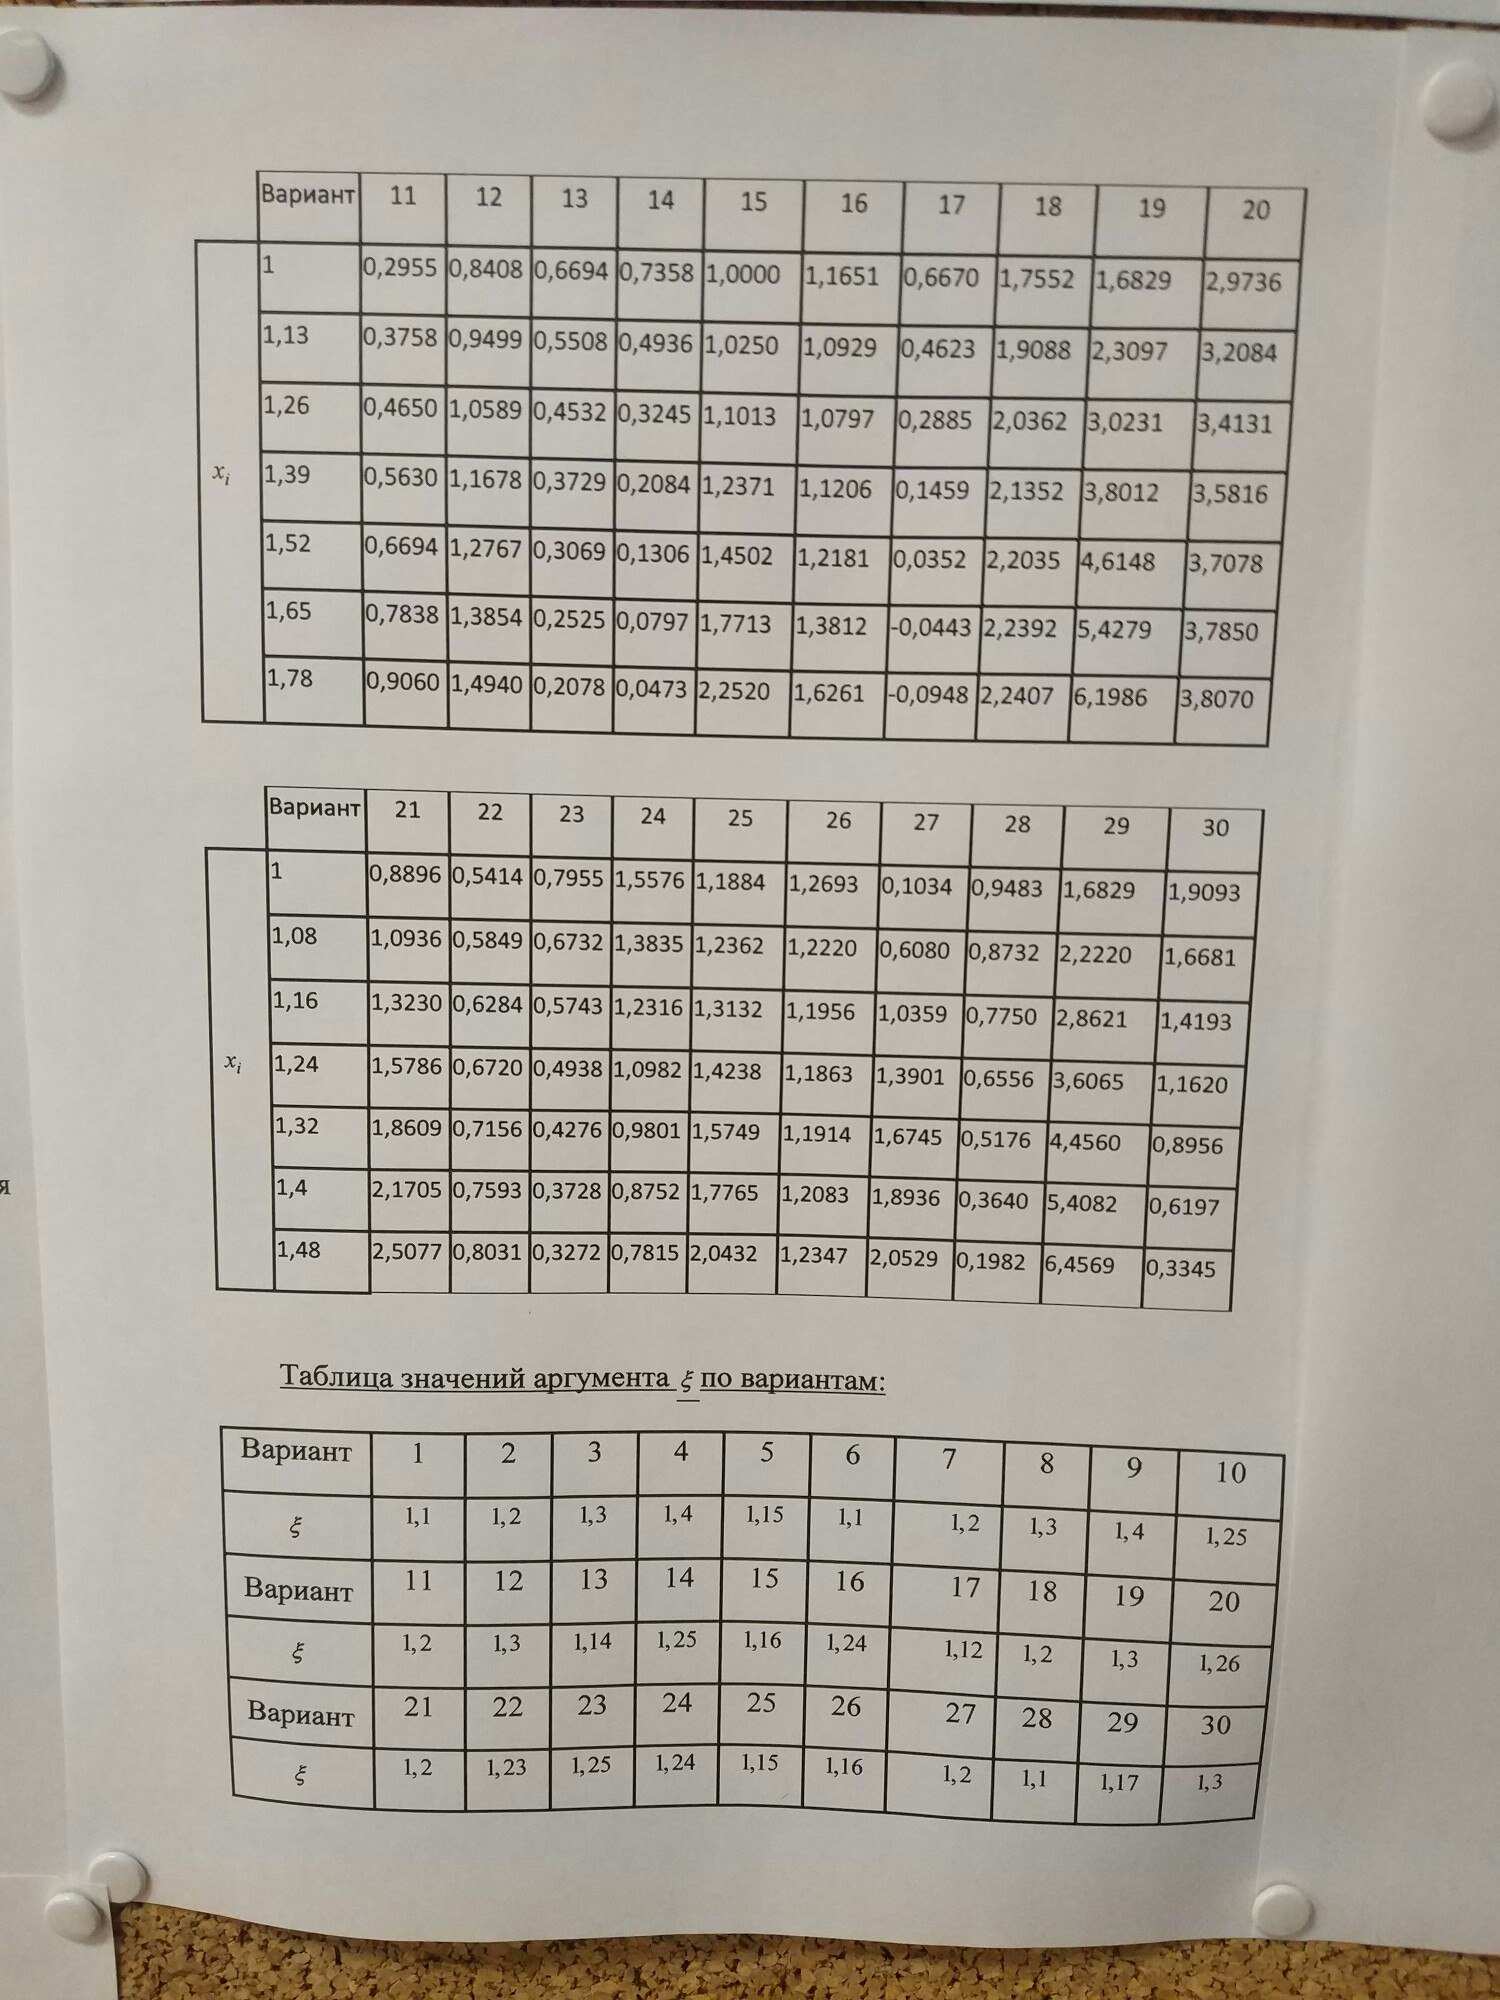 Вариант 11 12 13 14 15 16 17 18 19 20
1 0,2955 0,8408 0,6694 0,7358 1,0000 1,1651 0,6670 1,7552 1,6829 2,9736
1,13 0,3758 0,9499 0,5508 0,4936 1,0250 1,0929 0,4623 1,9088 2,3097 3,2084
1,26 0,4650 1,0589 0,4532 0,3245 1,1013 1,0797 0,2885 2,0362 3,0231 3,4131
xᵢ 1,39 0,5630 1,1678 0,3729 0,2084 1,2371 1,1206 0,1459 2,1352 3,8012 3,5816
1,52 0,6694 1,2767 0,3069 0,1306 1,4502 1,2181 0,0352 2,2035 4,6148 3,7078
1,65 0,7838 1,3854 0,2525 0,0797 1,7713 1,3812 -0,0443 2,2392 5,4279 3,7850
1,78 0,9060 1,4940 0,2078 0,0473 2,2520 1,6261 -0,0948 2,2407 6,1986 3,8070
Вариант 21 22 23 24 25 26 27 28 29 30
1 0,8896 0,5414 0,7955 1,5576 1,1884 1,2693 0,1034 0,9483 1,6829 1,9093
1,08 1,0936 0,5849 0,6732 1,3835 1,2362 1,2220 0,6080 0,8732 2,2220 1,6681
1,16 1,3230 0,6284 0,5743 1,2316 1,3132 1,1956 1,0359 0,7750 2,8621 1,4193
xᵢ 1,24 1,5786 0,6720 0,4938 1,0982 1,4238 1,1863 1,3901 0,6556 3,6065 1,1620
1,32 1,8609 0,7156 0,4276 0,9801 1,5749 1,1914 1,6745 0,5176 4,4560 0,8956
я
1,4 2,1705 0,7593 0,3728 0,8752 1,7765 1,2083 1,8936 0,3640 5,4082 0,6197
1,48 2,5077 0,8031 0,3272 0,7815 2,0432 1,2347 2,0529 0,1982 6,4569 0,3345
Таблица значений аргумента ξ по вариантам:
Вариант 1 2 3 4 5 6 7 8 9 10
ξ 1,1 1,2 1,3 1,4 1,15 1,1 1,2 1,3 1,4 1,25
Вариант 11 12 13 14 15 16 17 18 19 20
ξ 1,2 1,3 1,14 1,25 1,16 1,24 1,12 1,2 1,3 1,26
Вариант 21 22 23 24 25 26 27 28 29 30
ξ 1,2 1,23 1,25 1,24 1,15 1,16 1,2 1,1 1,17 1,3